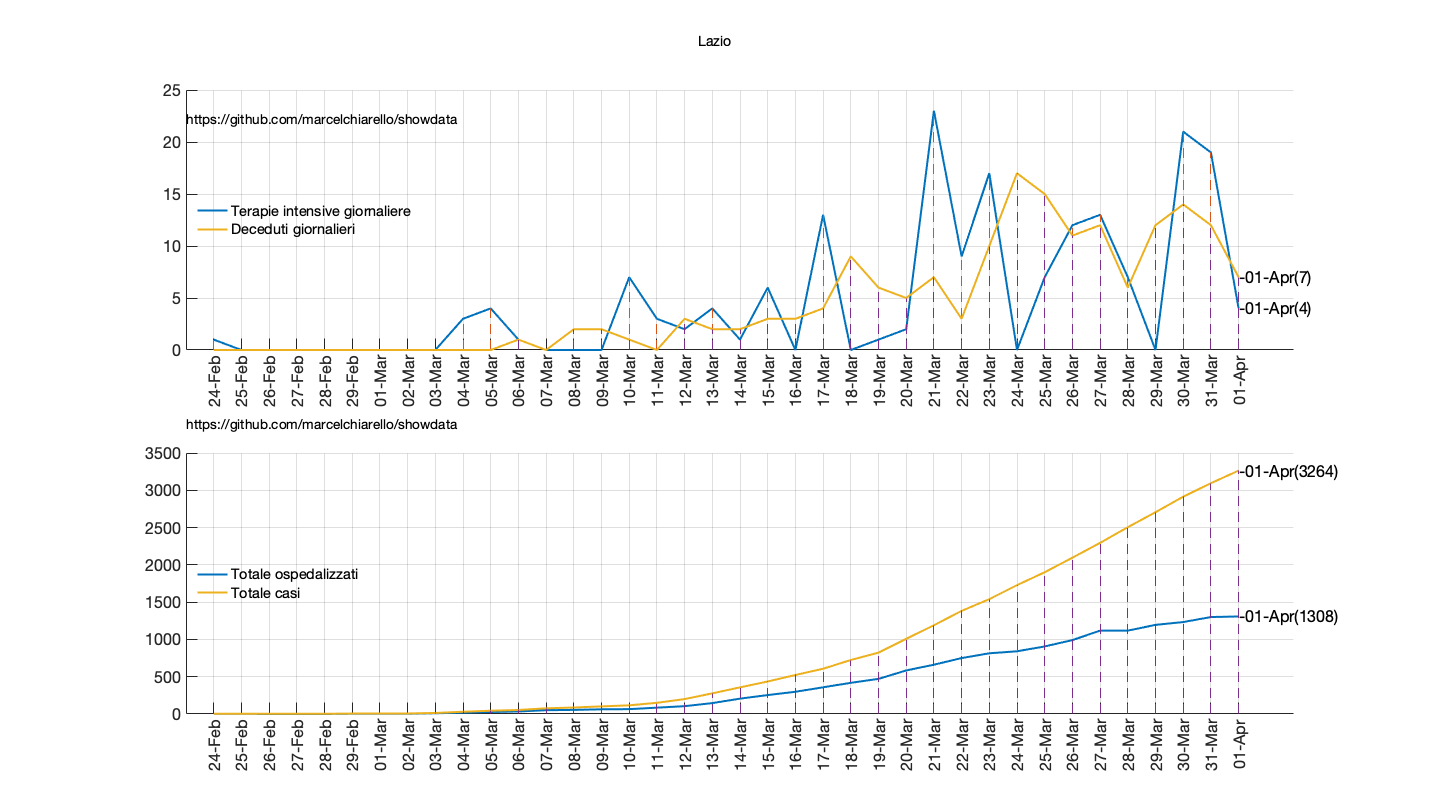 Lazio
25
https://github.com/marcelchiarello/showdata
20
15
Terapie intensive giornaliere
Deceduti giornalieri
10
-01-Apr(7)
5
-01-Apr(4)
0
24-Feb
25-Feb
26-Feb
27-Feb
28-Feb
29-Feb
01-Mar
02-Mar
03-Mar
04-Mar
05-Mar
06-Mar
07-Mar
08-Mar
09-Mar
10-Mar
11-Mar
12-Mar
13-Mar
14-Mar
15-Mar
16-Mar
17-Mar
18-Mar
19-Mar
20-Mar
21-Mar
22-Mar
23-Mar
24-Mar
25-Mar
26-Mar
27-Mar
28-Mar
29-Mar
30-Mar
31-Mar
01-Apr
https://github.com/marcelchiarello/showdata
3500
-01-Apr(3264)
3000
2500
2000
Totale ospedalizzati
Totale casi
1500
-01-Apr(1308)
1000
500
0
24-Feb
25-Feb
26-Feb
27-Feb
28-Feb
29-Feb
01-Mar
02-Mar
03-Mar
04-Mar
05-Mar
06-Mar
07-Mar
08-Mar
09-Mar
10-Mar
11-Mar
12-Mar
13-Mar
14-Mar
15-Mar
16-Mar
17-Mar
18-Mar
19-Mar
20-Mar
21-Mar
22-Mar
23-Mar
24-Mar
25-Mar
26-Mar
27-Mar
28-Mar
29-Mar
30-Mar
31-Mar
01-Apr